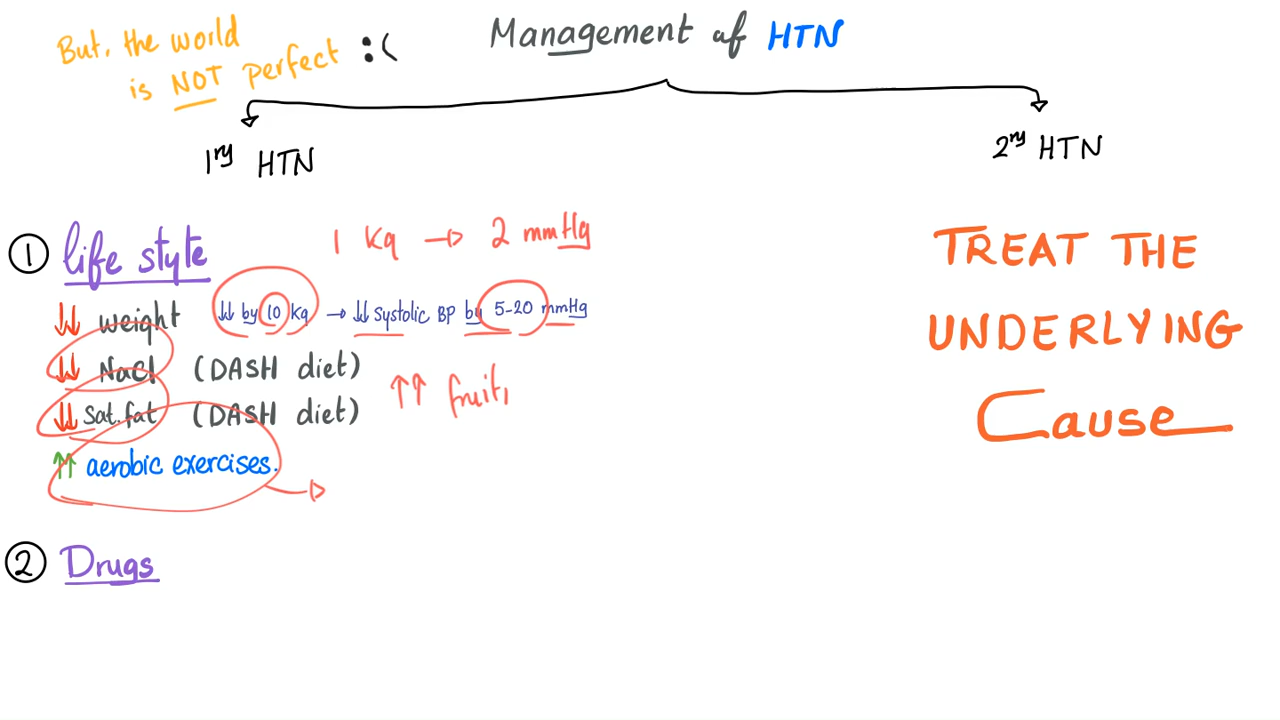 But, the world
is NOT perfect :(
Management of HTN
1ry HTN
2ry HTN
① life style
1 Kg → 2 mmHg
↓↓ weight ↓↓ by 10 Kg → ↓↓ Systolic BP by 5-20 mmHg
↓↓ NaCl (DASH diet)
↓↓ Sat. fat (DASH diet) ↑↑ fruit,
↑↑ aerobic exercises.
② Drugs
TREAT THE
UNDERLYING
Cause